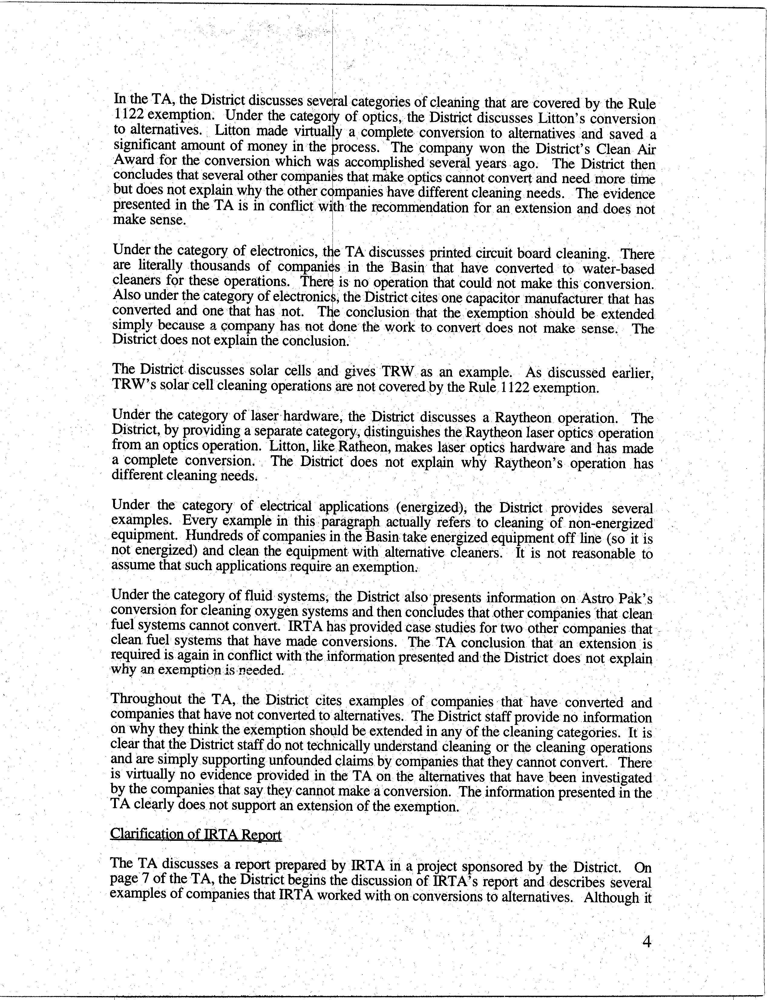 In the TA, the District discusses several categories of cleaning that are covered by the Rule
1122 exemption. Under the category of optics, the District discusses Litton's conversion
to alternatives. Litton made virtually a complete conversion to alternatives and saved a
significant amount of money in the process. The company won the District's Clean Air
Award for the conversion which was accomplished several years ago. The District then
concludes that several other companies that make optics cannot convert and need more time
but does not explain why the other companies have different cleaning needs. The evidence
presented in the TA is in conflict with the recommendation for an extension and does not
make sense.
Under the category of electronics, the TA discusses printed circuit board cleaning. There
are literally thousands of companies in the Basin that have converted to water-based
cleaners for these operations. There is no operation that could not make this conversion.
Also under the category of electronics, the District cites one capacitor manufacturer that has
converted and one that has not. The conclusion that the exemption should be extended
simply because a company has not done the work to convert does not make sense. The
District does not explain the conclusion.
The District discusses solar cells and gives TRW as an example. As discussed earlier,
TRW's solar cell cleaning operations are not covered by the Rule 1122 exemption.
Under the category of laser hardware, the District discusses a Raytheon operation. The
District, by providing a separate category, distinguishes the Raytheon laser optics operation
from an optics operation. Litton, like Ratheon, makes laser optics hardware and has made
a complete conversion. The District does not explain why Raytheon's operation has
different cleaning needs.
Under the category of electrical applications (energized), the District provides several
examples. Every example in this paragraph actually refers to cleaning of non-energized
equipment. Hundreds of companies in the Basin take energized equipment off line (so it is
not energized) and clean the equipment with alternative cleaners. It is not reasonable to
assume that such applications require an exemption.
Under the category of fluid systems, the District also presents information on Astro Pak's
conversion for cleaning oxygen systems and then concludes that other companies that clean
fuel systems cannot convert. IRTA has provided case studies for two other companies that
clean fuel systems that have made conversions. The TA conclusion that an extension is
required is again in conflict with the information presented and the District does not explain
why an exemption is needed.
Throughout the TA, the District cites examples of companies that have converted and
companies that have not converted to alternatives. The District staff provide no information
on why they think the exemption should be extended in any of the cleaning categories. It is
clear that the District staff do not technically understand cleaning or the cleaning operations
and are simply supporting unfounded claims by companies that they cannot convert. There
is virtually no evidence provided in the TA on the alternatives that have been investigated
by the companies that say they cannot make a conversion. The information presented in the
TA clearly does not support an extension of the exemption.
Clarification of IRTA Report
The TA discusses a report prepared by IRTA in a project sponsored by the District. On
page 7 of the TA, the District begins the discussion of IRTA's report and describes several
examples of companies that IRTA worked with on conversions to alternatives. Although it
4